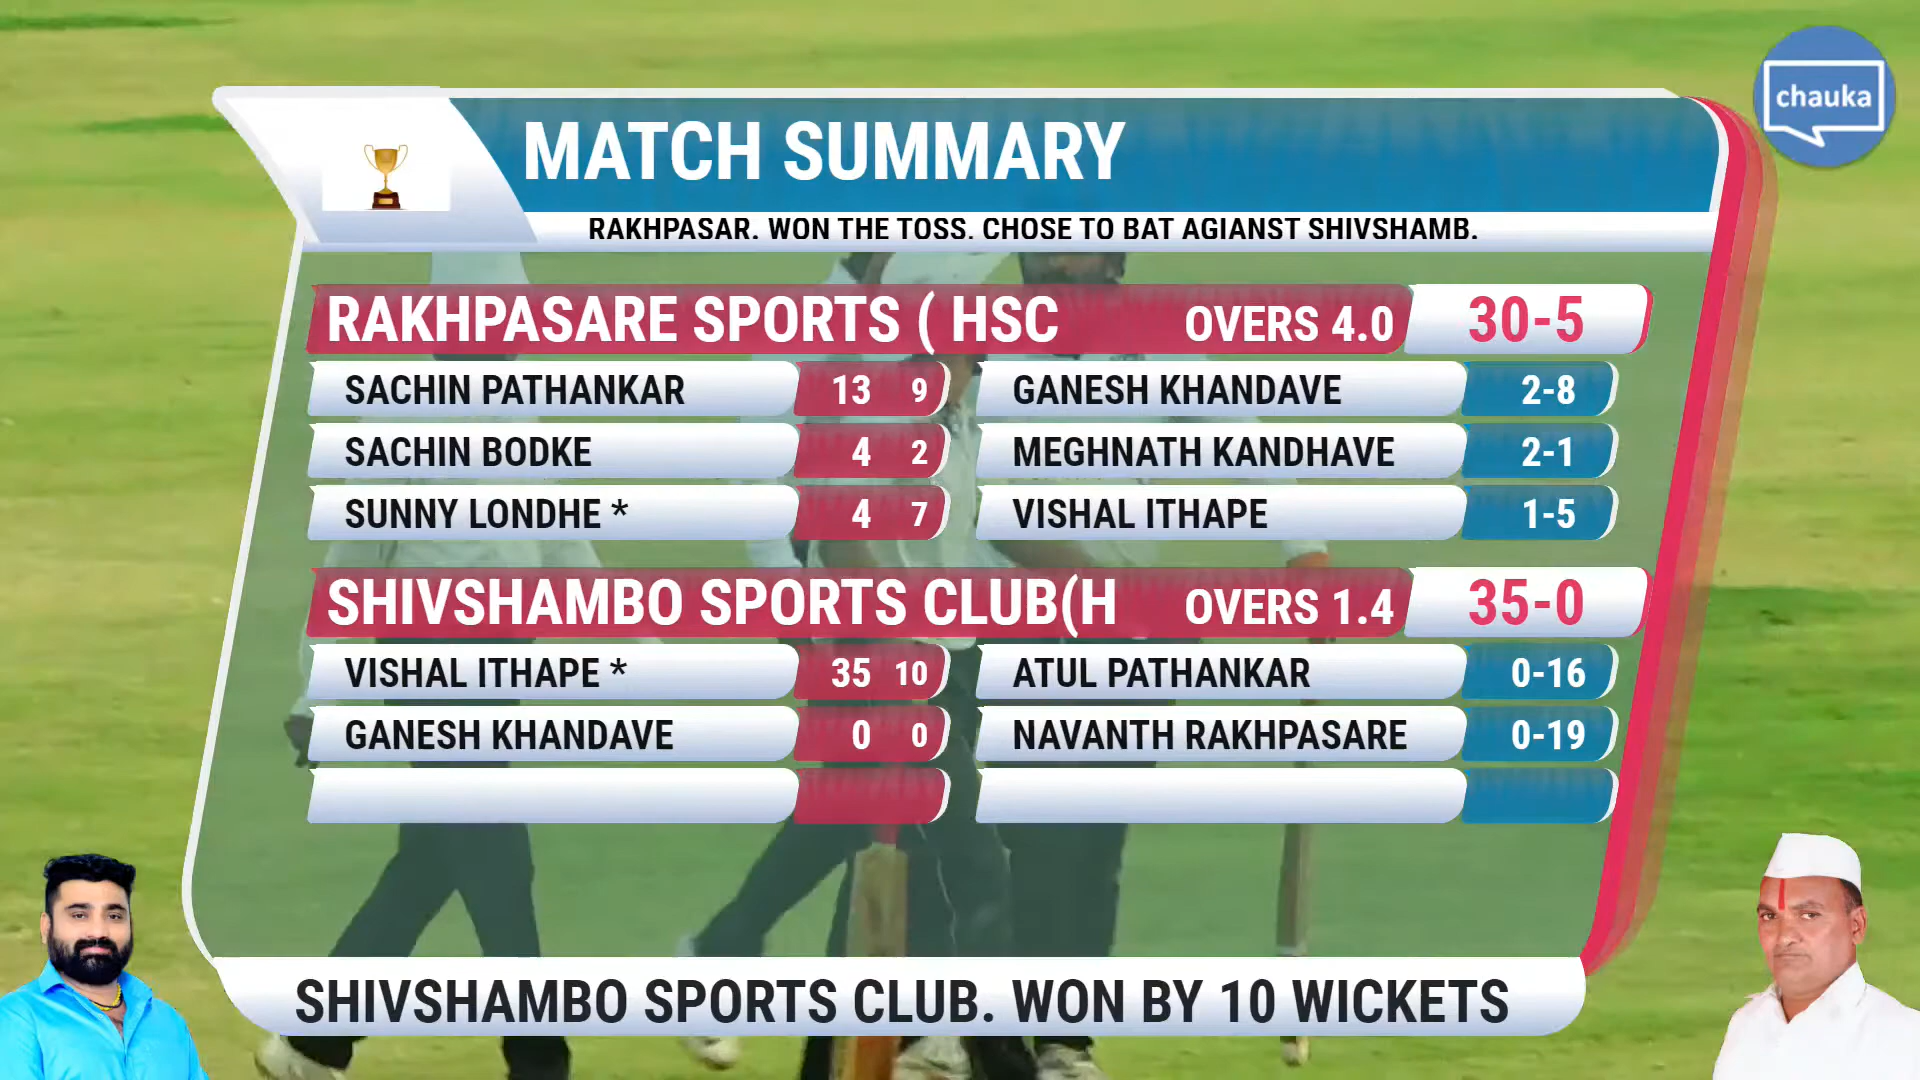 chauka
MATCH SUMMARY
RAKHPASAR. WON THE TOSS. CHOSE TO BAT AGIANST SHIVSHAMB.
RAKHPASARE SPORTS ( HSC OVERS 4.0 30-5
SACHIN PATHANKAR 13 9 GANESH KHANDAVE 2-8
SACHIN BODKE 4 2 MEGHNATH KANDHAVE 2-1
SUNNY LONDHE * 4 7 VISHAL ITHAPE 1-5
SHIVSHAMBO SPORTS CLUB(H OVERS 1.4 35-0
VISHAL ITHAPE * 35 10 ATUL PATHANKAR 0-16
GANESH KHANDAVE 0 0 NAVANTH RAKHPASARE 0-19
SHIVSHAMBO SPORTS CLUB. WON BY 10 WICKETS